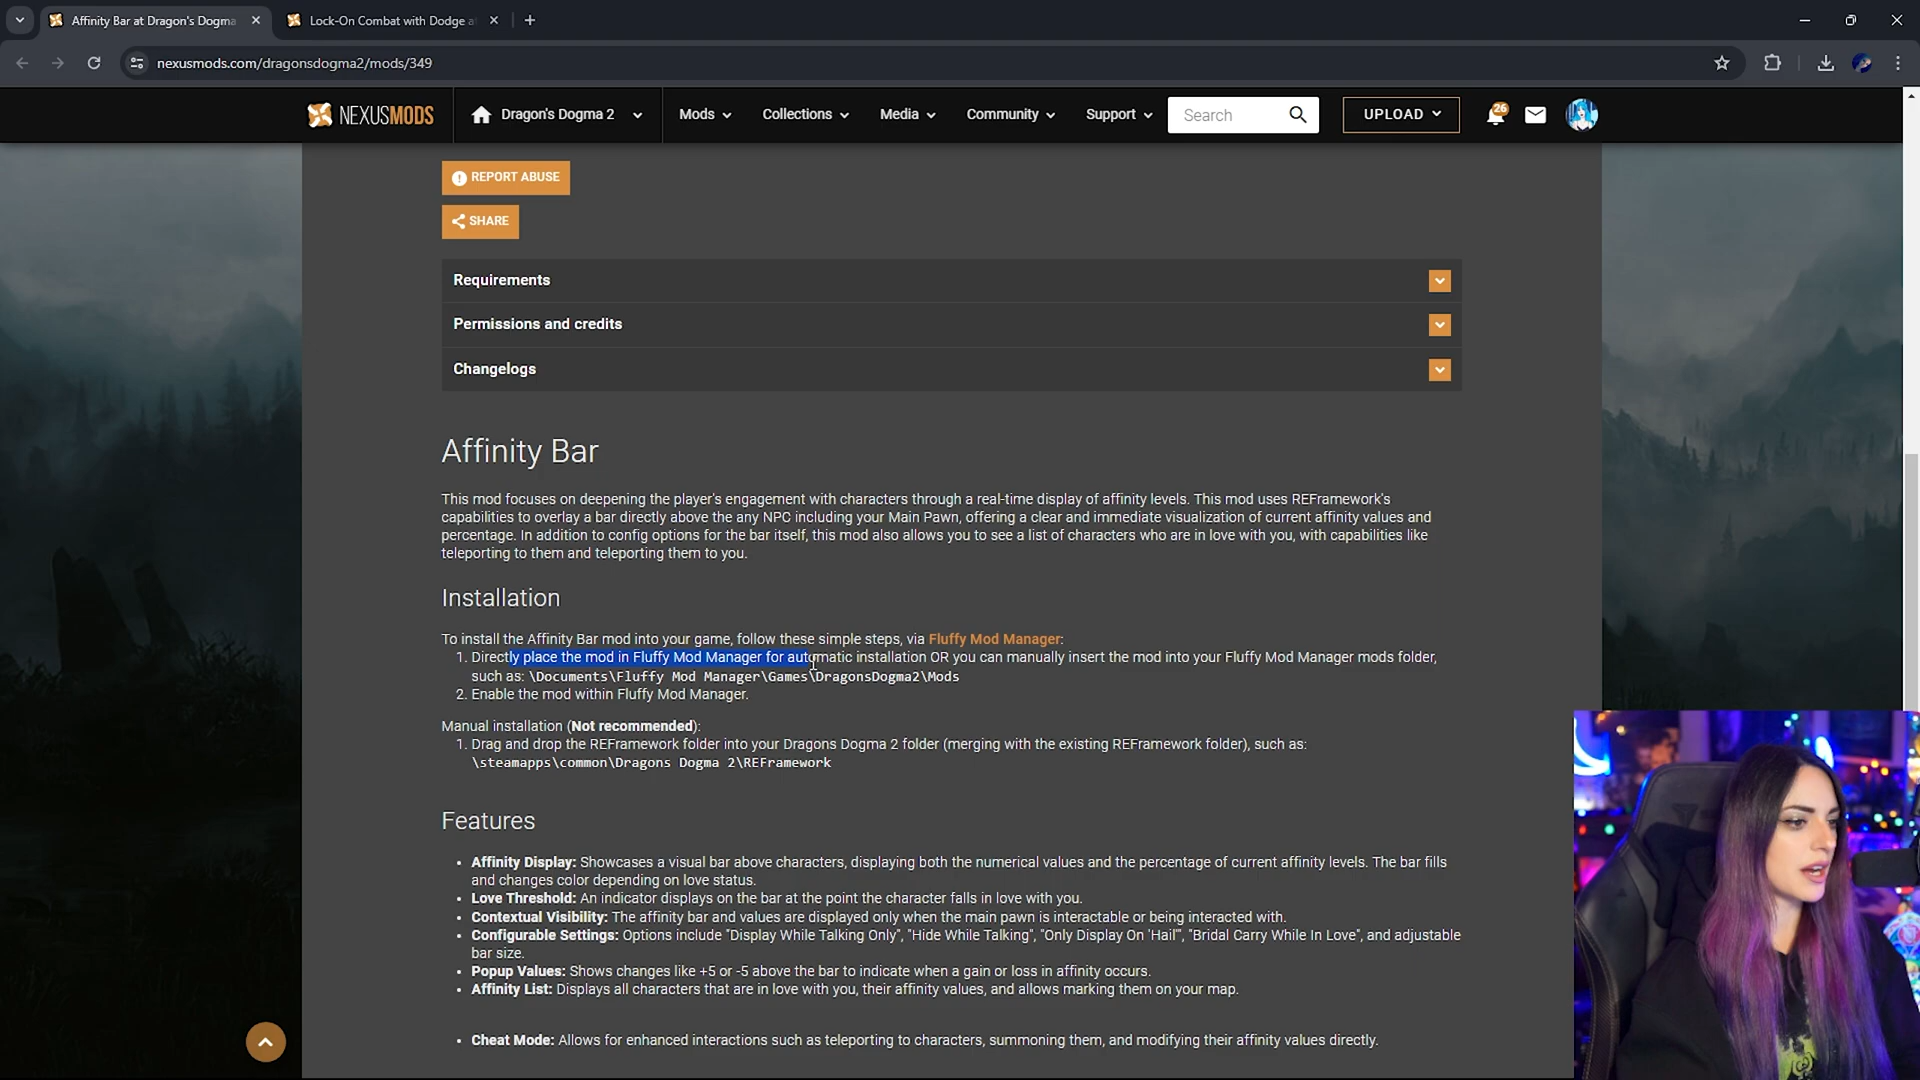 Affinity Bar at Dragon's Dogma
Lock-On Combat with Dodge a
nexusmods.com/dragonsdogma2/mods/349
NEXUSMODS
Dragon's Dogma 2
Mods
Collections
Media
Community
Support
Search
UPLOAD
26
REPORT ABUSE
SHARE
Requirements
Permissions and credits
Changelogs
Affinity Bar
This mod focuses on deepening the player's engagement with characters through a real-time display of affinity levels. This mod uses REFramework's
capabilities to overlay a bar directly above the any NPC including your Main Pawn, offering a clear and immediate visualization of current affinity values and
percentage. In addition to config options for the bar itself, this mod also allows you to see a list of characters who are in love with you, with capabilities like
teleporting to them and teleporting them to you.
Installation
To install the Affinity Bar mod into your game, follow these simple steps, via Fluffy Mod Manager:
1. Directly place the mod in Fluffy Mod Manager for automatic installation OR you can manually insert the mod into your Fluffy Mod Manager mods folder,
such as: \Documents\Fluffy Mod Manager\Games\DragonsDogma2\Mods
2. Enable the mod within Fluffy Mod Manager.
Manual installation (Not recommended):
1. Drag and drop the REFramework folder into your Dragons Dogma 2 folder (merging with the existing REFramework folder), such as:
\steamapps\common\Dragons Dogma 2\REFramework
Features
• Affinity Display: Showcases a visual bar above characters, displaying both the numerical values and the percentage of current affinity levels. The bar fills
and changes color depending on love status.
• Love Threshold: An indicator displays on the bar at the point the character falls in love with you.
• Contextual Visibility: The affinity bar and values are displayed only when the main pawn is interactable or being interacted with.
• Configurable Settings: Options include "Display While Talking Only", "Hide While Talking", "Only Display On 'Hail'", "Bridal Carry While In Love", and adjustable
bar size.
• Popup Values: Shows changes like +5 or -5 above the bar to indicate when a gain or loss in affinity occurs.
• Affinity List: Displays all characters that are in love with you, their affinity values, and allows marking them on your map.
• Cheat Mode: Allows for enhanced interactions such as teleporting to characters, summoning them, and modifying their affinity values directly.